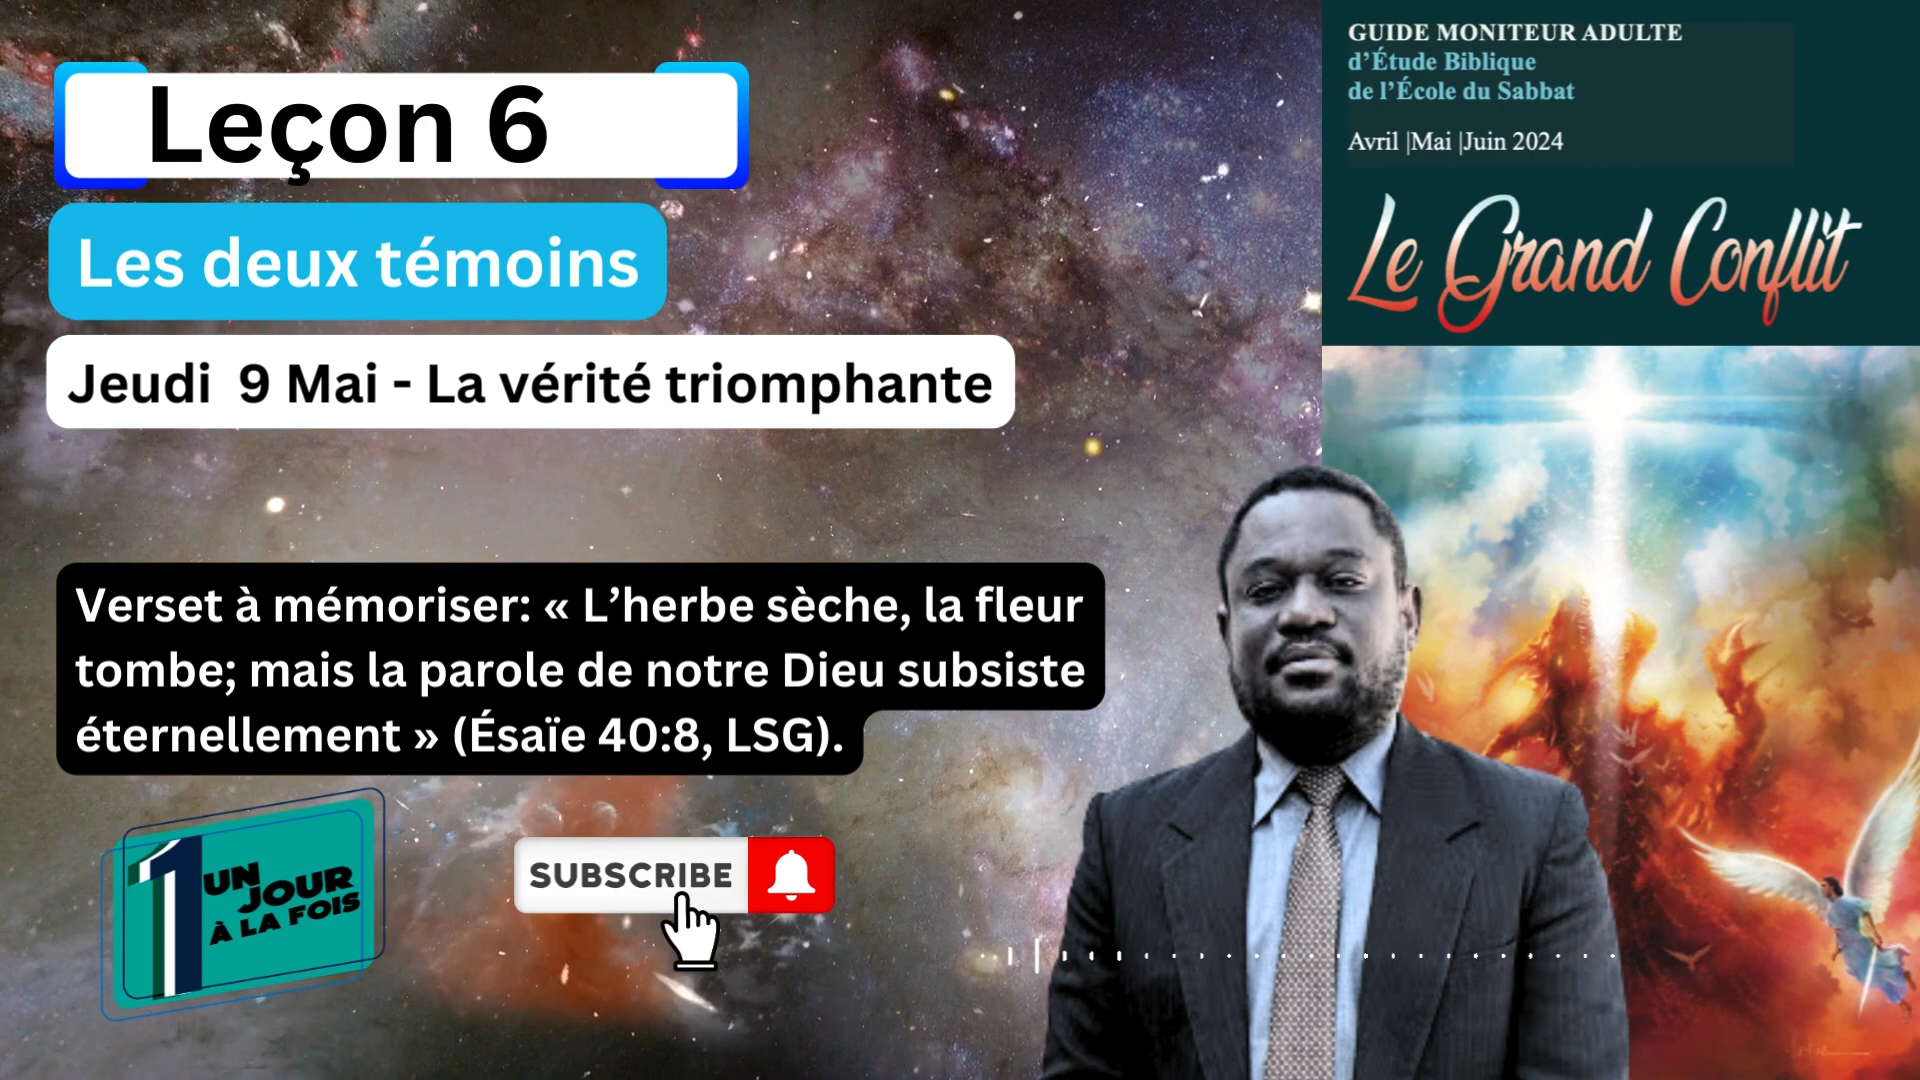 Leçon 6
Les deux témoins
Jeudi 9 Mai - La vérité triomphante
Verset à mémoriser: « L’herbe sèche, la fleur
tombe; mais la parole de notre Dieu subsiste
éternellement » (Ésaïe 40:8, LSG).
1 UN
JOUR
À LA FOIS
SUBSCRIBE
GUIDE MONITEUR ADULTE
d’Étude Biblique
de l’École du Sabbat
Avril |Mai |Juin 2024
Le Grand Conflit